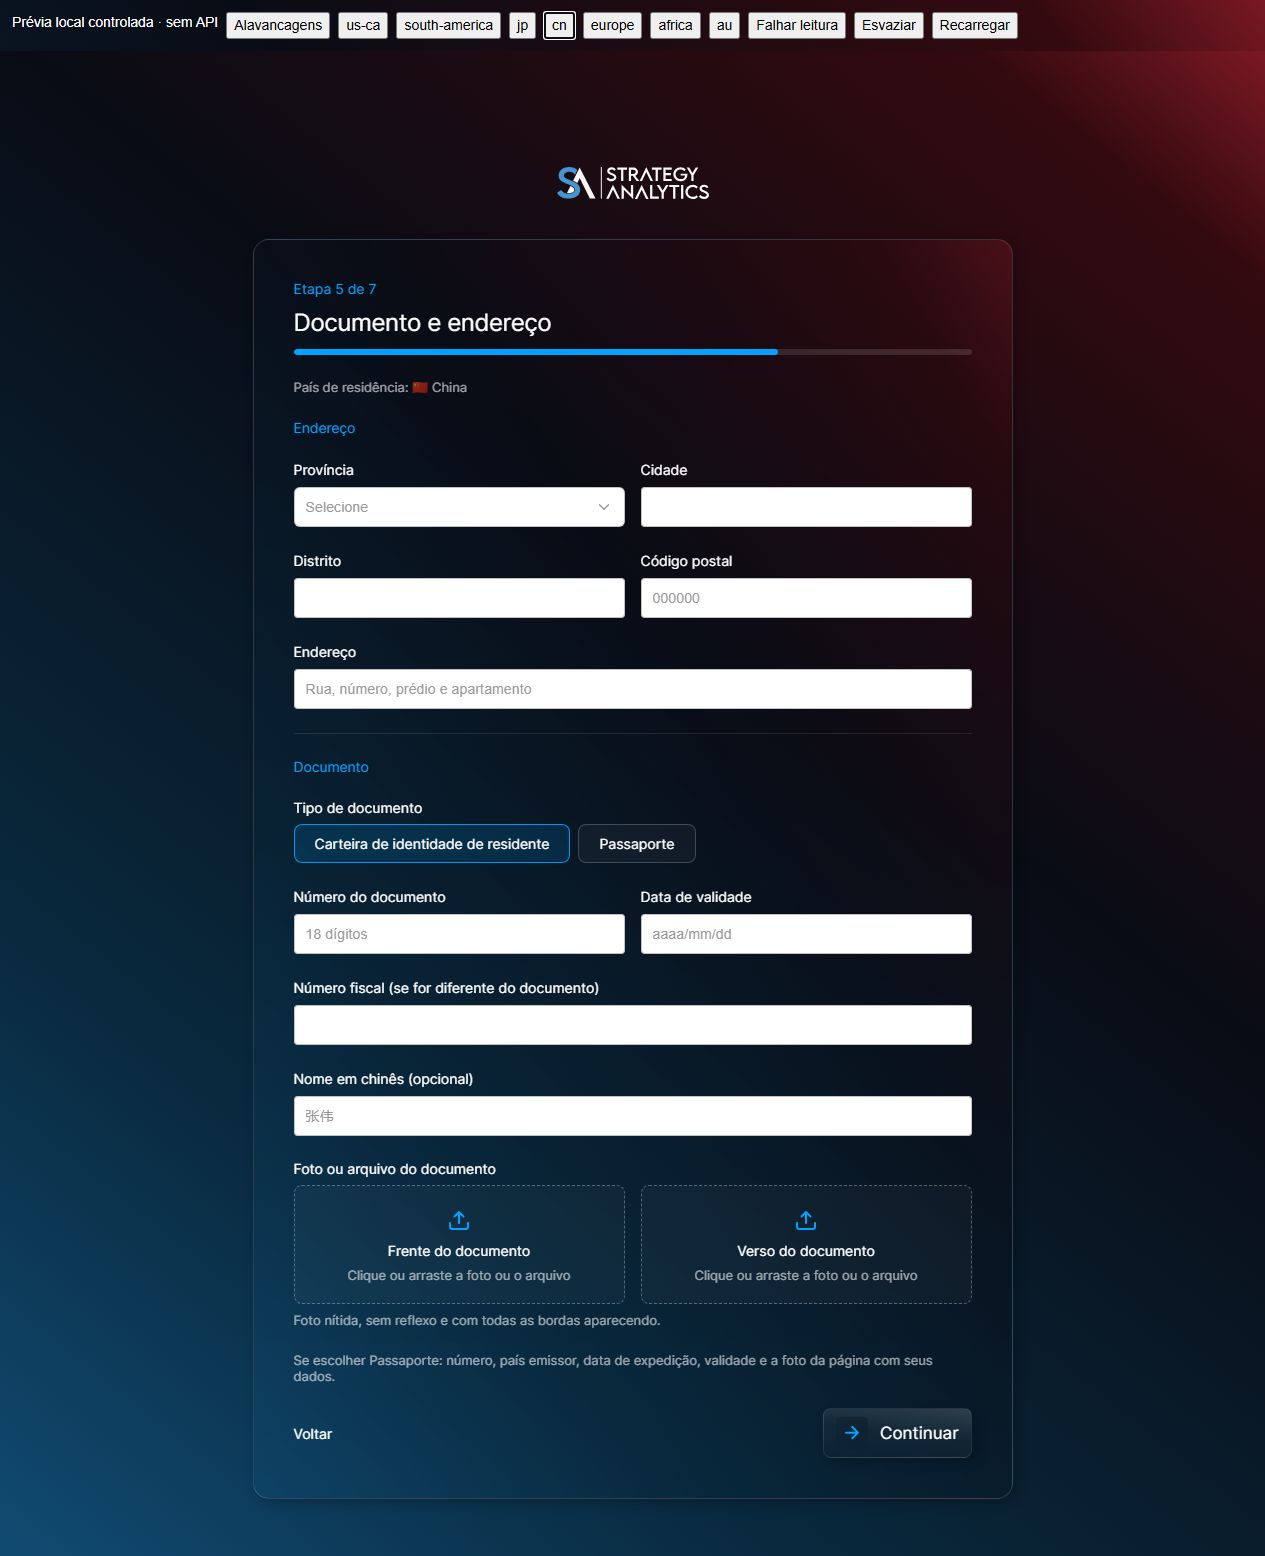 Prévia local controlada · sem API Alavancagens us-ca south-america jp cn europe africa au Falhar leitura Esvaziar Recarregar
SA STRATEGY
ANALYTICS
Etapa 5 de 7
Documento e endereço
País de residência: 🇨🇳 China
Endereço
Província Cidade
Selecione
Distrito Código postal
000000
Endereço
Rua, número, prédio e apartamento
Documento
Tipo de documento
Carteira de identidade de residente Passaporte
Número do documento Data de validade
18 dígitos aaaa/mm/dd
Número fiscal (se for diferente do documento)
Nome em chinês (opcional)
张伟
Foto ou arquivo do documento
Frente do documento Verso do documento
Clique ou arraste a foto ou o arquivo Clique ou arraste a foto ou o arquivo
Foto nítida, sem reflexo e com todas as bordas aparecendo.
Se escolher Passaporte: número, país emissor, data de expedição, validade e a foto da página com seus
dados.
Voltar Continuar